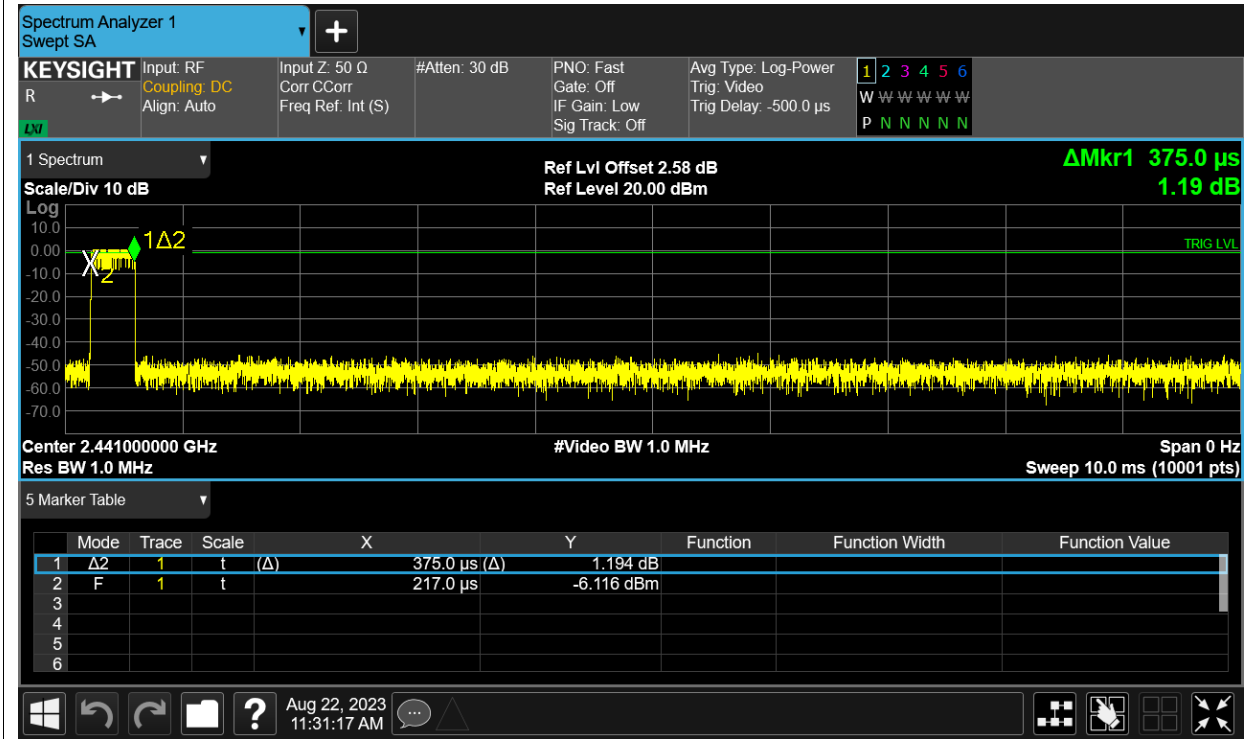 Spectrum Analyzer 1
Swept SA
KEYSIGHT
R
LXI
Input: RF
Coupling: DC
Align: Auto
Input Z: 50 Ω
Corr CCorr
Freq Ref: Int (S)
#Atten: 30 dB
PNO: Fast
Gate: Off
IF Gain: Low
Sig Track: Off
Avg Type: Log-Power
Trig: Video
Trig Delay: -500.0 µs
1 2 3 4 5 6
W W W W W W
P N N N N N
1 Spectrum
Scale/Div 10 dB
Ref Lvl Offset 2.58 dB
Ref Level 20.00 dBm
ΔMkr1 375.0 µs
1.19 dB
Log
10.0
0.00
-10.0
-20.0
-30.0
-40.0
-50.0
-60.0
-70.0
1Δ2
X2
TRIG LVL
Center 2.441000000 GHz
Res BW 1.0 MHz
#Video BW 1.0 MHz
Span 0 Hz
Sweep 10.0 ms (10001 pts)
5 Marker Table
Mode Trace Scale X Y Function Function Width Function Value
1 Δ2 1 t (Δ) 375.0 µs (Δ) 1.194 dB
2 F 1 t 217.0 µs -6.116 dBm
3
4
5
6
?
Aug 22, 2023
11:31:17 AM